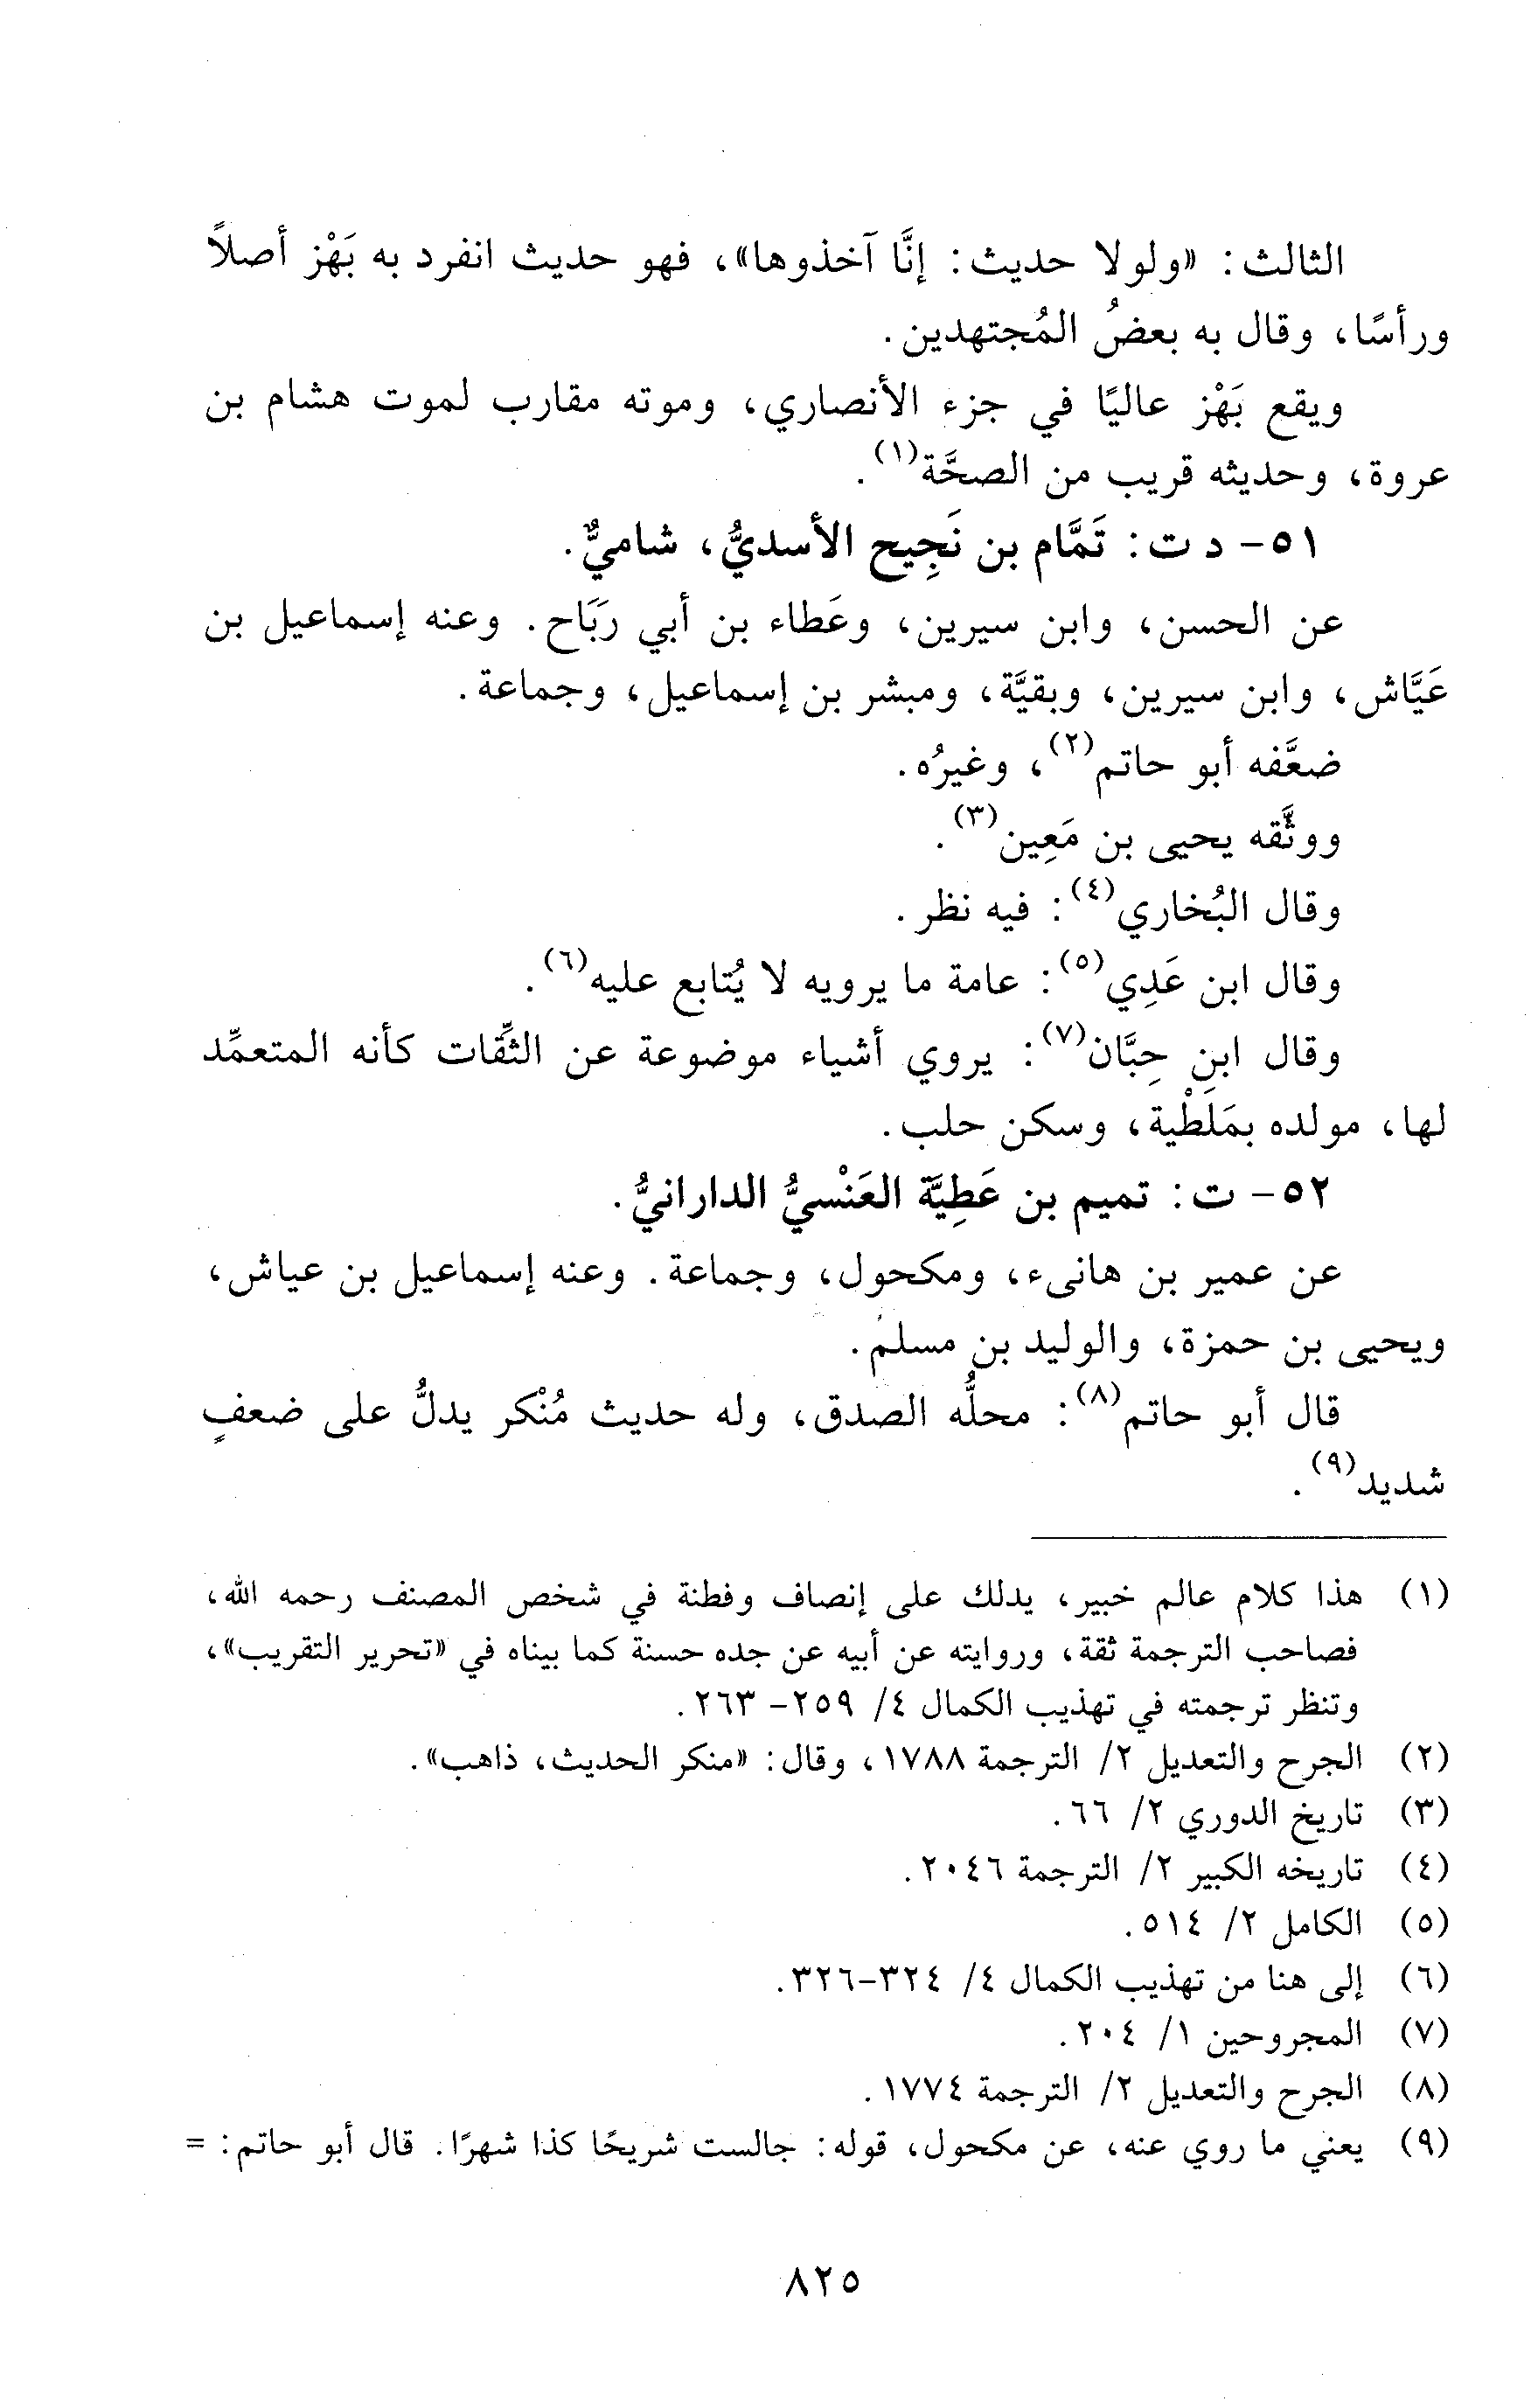 الثالث: «ولولا حديث: إنَّا آخذوها»، فهو حديث انفرد به بَهْز أصلاً
ورأسًا، وقال به بعضُ المُجتهدين.
ويقع بَهْز عاليًا في جزء الأنصاري، وموته مقارب لموت هشام بن
عروة، وحديثه قريب من الصحَّة(١).
٥١- د ت: تَمَّام بن نَجِيح الأسديُّ، شاميٌّ.
عن الحسن، وابن سيرين، وعَطاء بن أبي رَبَاح. وعنه إسماعيل بن
عَيَّاش، وابن سيرين، وبقيَّة، ومبشر بن إسماعيل، وجماعة.
ضعَّفه أبو حاتم(٢)، وغيرُه.
ووثَّقه يحيى بن مَعِين(٣).
وقال البُخاري(٤): فيه نظر.
وقال ابن عَدِي(٥): عامة ما يرويه لا يُتابع عليه(٦).
وقال ابن حِبَّان(٧): يروي أشياء موضوعة عن الثِّقات كأنه المتعمِّد
لها، مولده بمَلَطْية، وسكن حلب.
٥٢- ت: تميم بن عَطِيَّة العَنْسيُّ الدارانيُّ.
عن عمير بن هانىء، ومكحول، وجماعة. وعنه إسماعيل بن عياش،
ويحيى بن حمزة، والوليد بن مسلم.
قال أبو حاتم(٨): محلُّه الصدق، وله حديث مُنْكر يدلُّ على ضعفٍ
شديد(٩).
(١) هذا كلام عالم خبير، يدلك على إنصاف وفطنة في شخص المصنف رحمه الله،
فصاحب الترجمة ثقة، وروايته عن أبيه عن جده حسنة كما بيناه في «تحرير التقريب»،
وتنظر ترجمته في تهذيب الكمال ٤/ ٢٥٩- ٢٦٣.
(٢) الجرح والتعديل ٢/ الترجمة ١٧٨٨، وقال: «منكر الحديث، ذاهب».
(٣) تاريخ الدوري ٢/ ٦٦.
(٤) تاريخه الكبير ٢/ الترجمة ٢٠٤٦.
(٥) الكامل ٢/ ٥١٤.
(٦) إلى هنا من تهذيب الكمال ٤/ ٣٢٤-٣٢٦.
(٧) المجروحين ١/ ٢٠٤.
(٨) الجرح والتعديل ٢/ الترجمة ١٧٧٤.
(٩) يعني ما روي عنه، عن مكحول، قوله: جالست شريحًا كذا شهرًا. قال أبو حاتم: =
٨٢٥